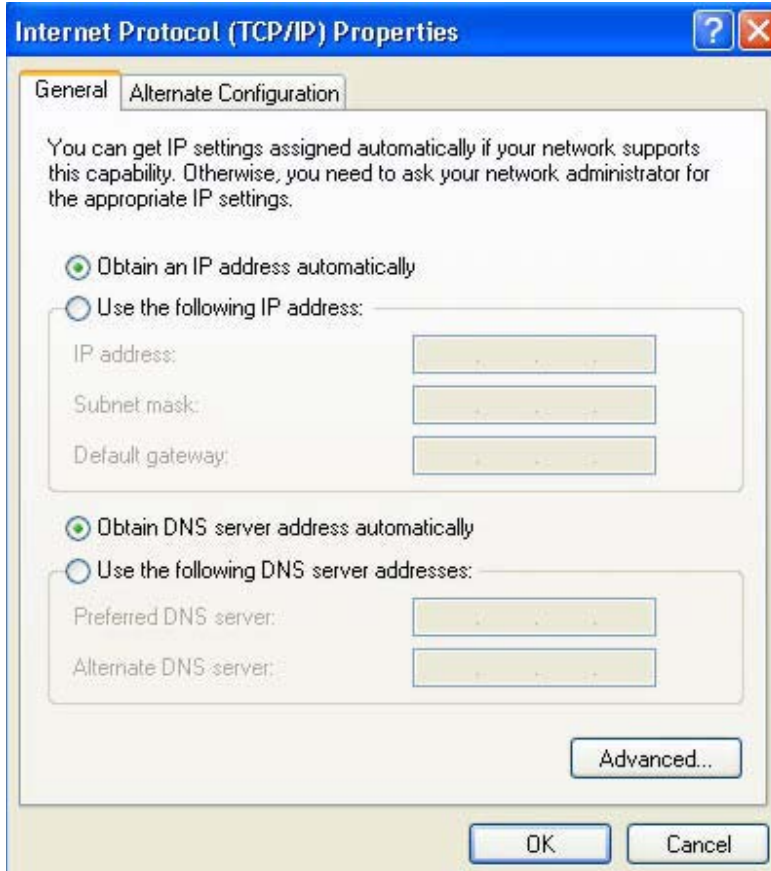 Internet Protocol (TCP/IP) Properties
General
Alternate Configuration
You can get IP settings assigned automatically if your network supports
this capability. Otherwise, you need to ask your network administrator for
the appropriate IP settings.
Obtain an IP address automatically
Use the following IP address:
IP address:
Subnet mask:
Default gateway:
Obtain DNS server address automatically
Use the following DNS server addresses:
Preferred DNS server:
Alternate DNS server:
Advanced...
OK
Cancel